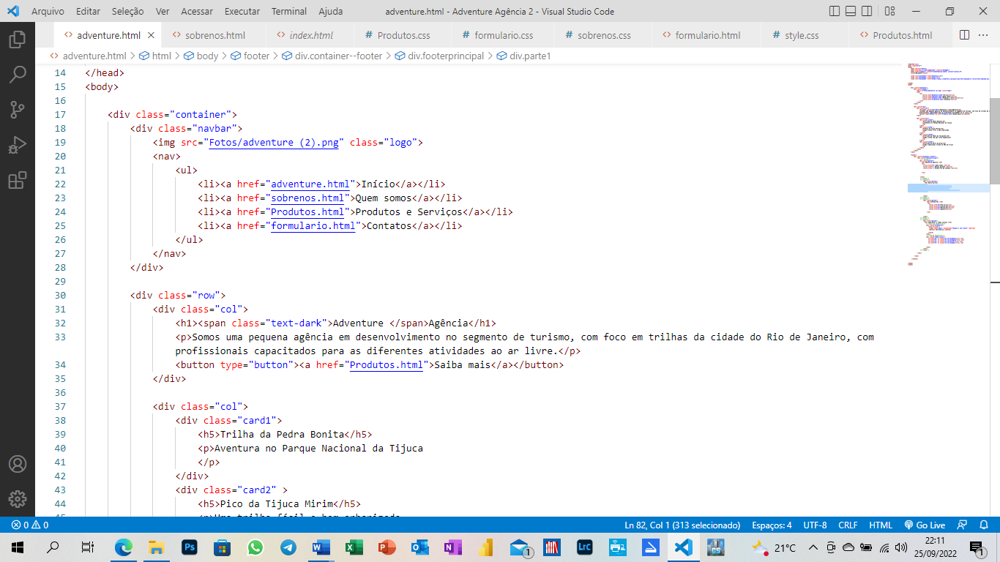 Arquivo Editar Seleção Ver Acessar Executar Terminal Ajuda adventure.html - Adventure Agência 2 - Visual Studio Code
adventure.html sobrenos.html index.html Produtos.css formulario.css sobrenos.css formulario.html style.css Produtos.html
adventure.html > html > body > footer > div.container--footer > div.footerprincipal > div.parte1
14 </head>
15 <body>
16
17 <div class="container">
18 <div class="navbar">
19 <img src="Fotos/adventure (2).png" class="logo">
20 <nav>
21 <ul>
22 <li><a href="adventure.html">Início</a></li>
23 <li><a href="sobrenos.html">Quem somos</a></li>
24 <li><a href="Produtos.html">Produtos e Serviços</a></li>
25 <li><a href="formulario.html">Contatos</a></li>
26 </ul>
27 </nav>
28 </div>
29
30 <div class="row">
31 <div class="col">
32 <h1><span class="text-dark">Adventure </span>Agência</h1>
33 <p>Somos uma pequena agência em desenvolvimento no segmento de turismo, com foco em trilhas da cidade do Rio de Janeiro, com
profissionais capacitados para as diferentes atividades ao ar livre.</p>
34 <button type="button"><a href="Produtos.html">Saiba mais</a></button>
35 </div>
36
37 <div class="col">
38 <div class="card1">
39 <h5>Trilha da Pedra Bonita</h5>
40 <p>Aventura no Parque Nacional da Tijuca
41 </p>
42 </div>
43 <div class="card2" >
44 <h5>Pico da Tijuca Mirim</h5>
45 <p>Uma trilha fácil e bem arborizada
0 0 Ln 82, Col 1 (313 selecionado) Espaços: 4 UTF-8 CRLF HTML Go Live
Ps W X P O N 1 Lrc 21°C 22:11 1
25/09/2022